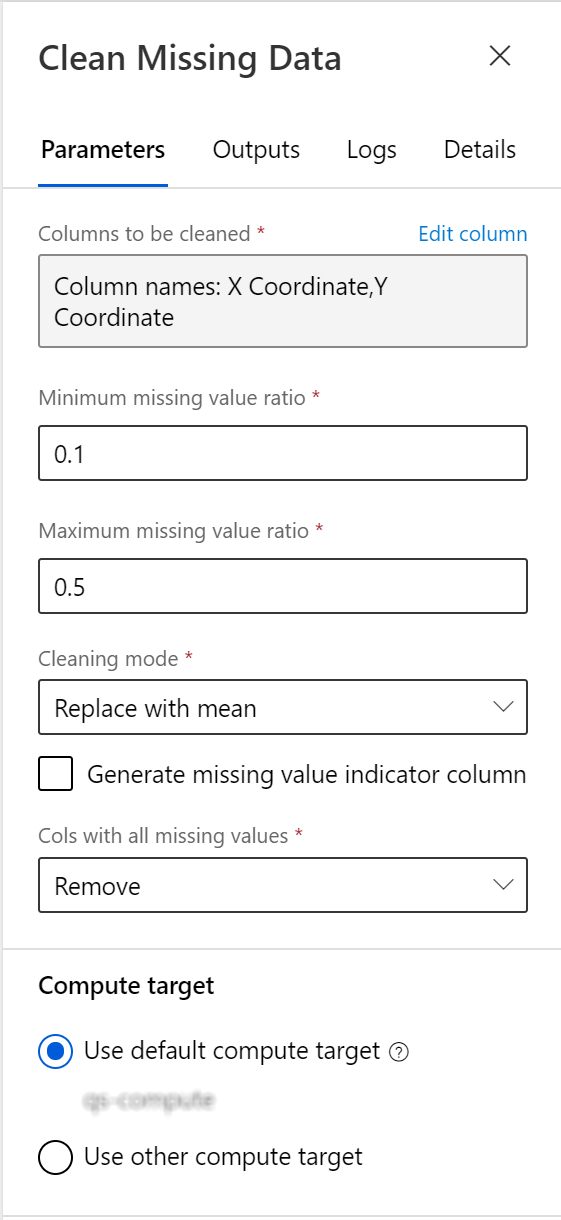 Clean Missing Data
Parameters Outputs Logs Details
Columns to be cleaned * Edit column
Column names: X Coordinate,Y
Coordinate
Minimum missing value ratio *
0.1
Maximum missing value ratio *
0.5
Cleaning mode *
Replace with mean
Generate missing value indicator column
Cols with all missing values *
Remove
Compute target
Use default compute target ?
qs-compute
Use other compute target